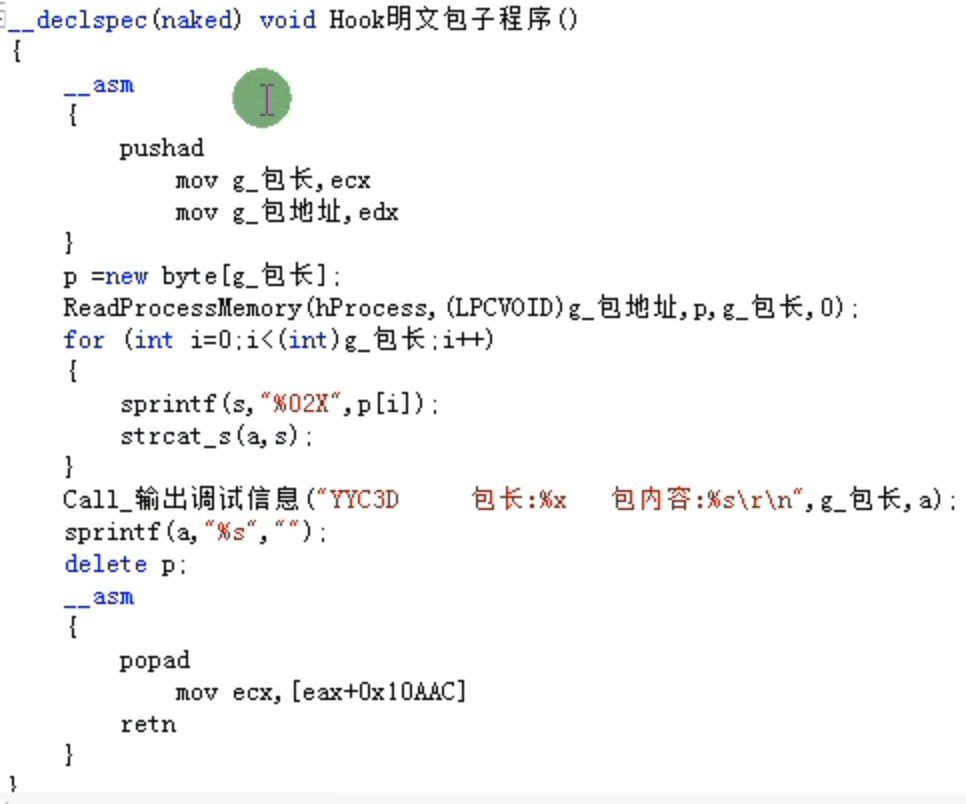 __declspec(naked) void Hook明文包子程序()
{
__asm
{
pushad
mov g_包长,ecx
mov g_包地址,edx
}
p =new byte[g_包长];
ReadProcessMemory(hProcess,(LPCVOID)g_包地址,p,g_包长,0);
for (int i=0;i<(int)g_包长;i++)
{
sprintf(s,"%02X",p[i]);
strcat_s(a,s);
}
Call_输出调试信息("YYC3D     包长:%x   包内容:%s\r\n",g_包长,a);
sprintf(a,"%s","");
delete p;
__asm
{
popad
mov ecx,[eax+0x10AAC]
retn
}
}